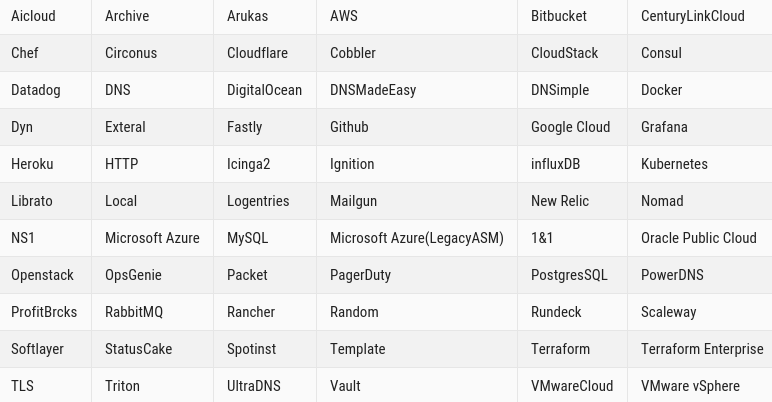 Aicloud Archive Arukas AWS Bitbucket CenturyLinkCloud
Chef Circonus Cloudflare Cobbler CloudStack Consul
Datadog DNS DigitalOcean DNSMadeEasy DNSimple Docker
Dyn Exteral Fastly Github Google Cloud Grafana
Heroku HTTP Icinga2 Ignition influxDB Kubernetes
Librato Local Logentries Mailgun New Relic Nomad
NS1 Microsoft Azure MySQL Microsoft Azure(LegacyASM) 1&1 Oracle Public Cloud
Openstack OpsGenie Packet PagerDuty PostgresSQL PowerDNS
ProfitBrcks RabbitMQ Rancher Random Rundeck Scaleway
Softlayer StatusCake Spotinst Template Terraform Terraform Enterprise
TLS Triton UltraDNS Vault VMwareCloud VMware vSphere